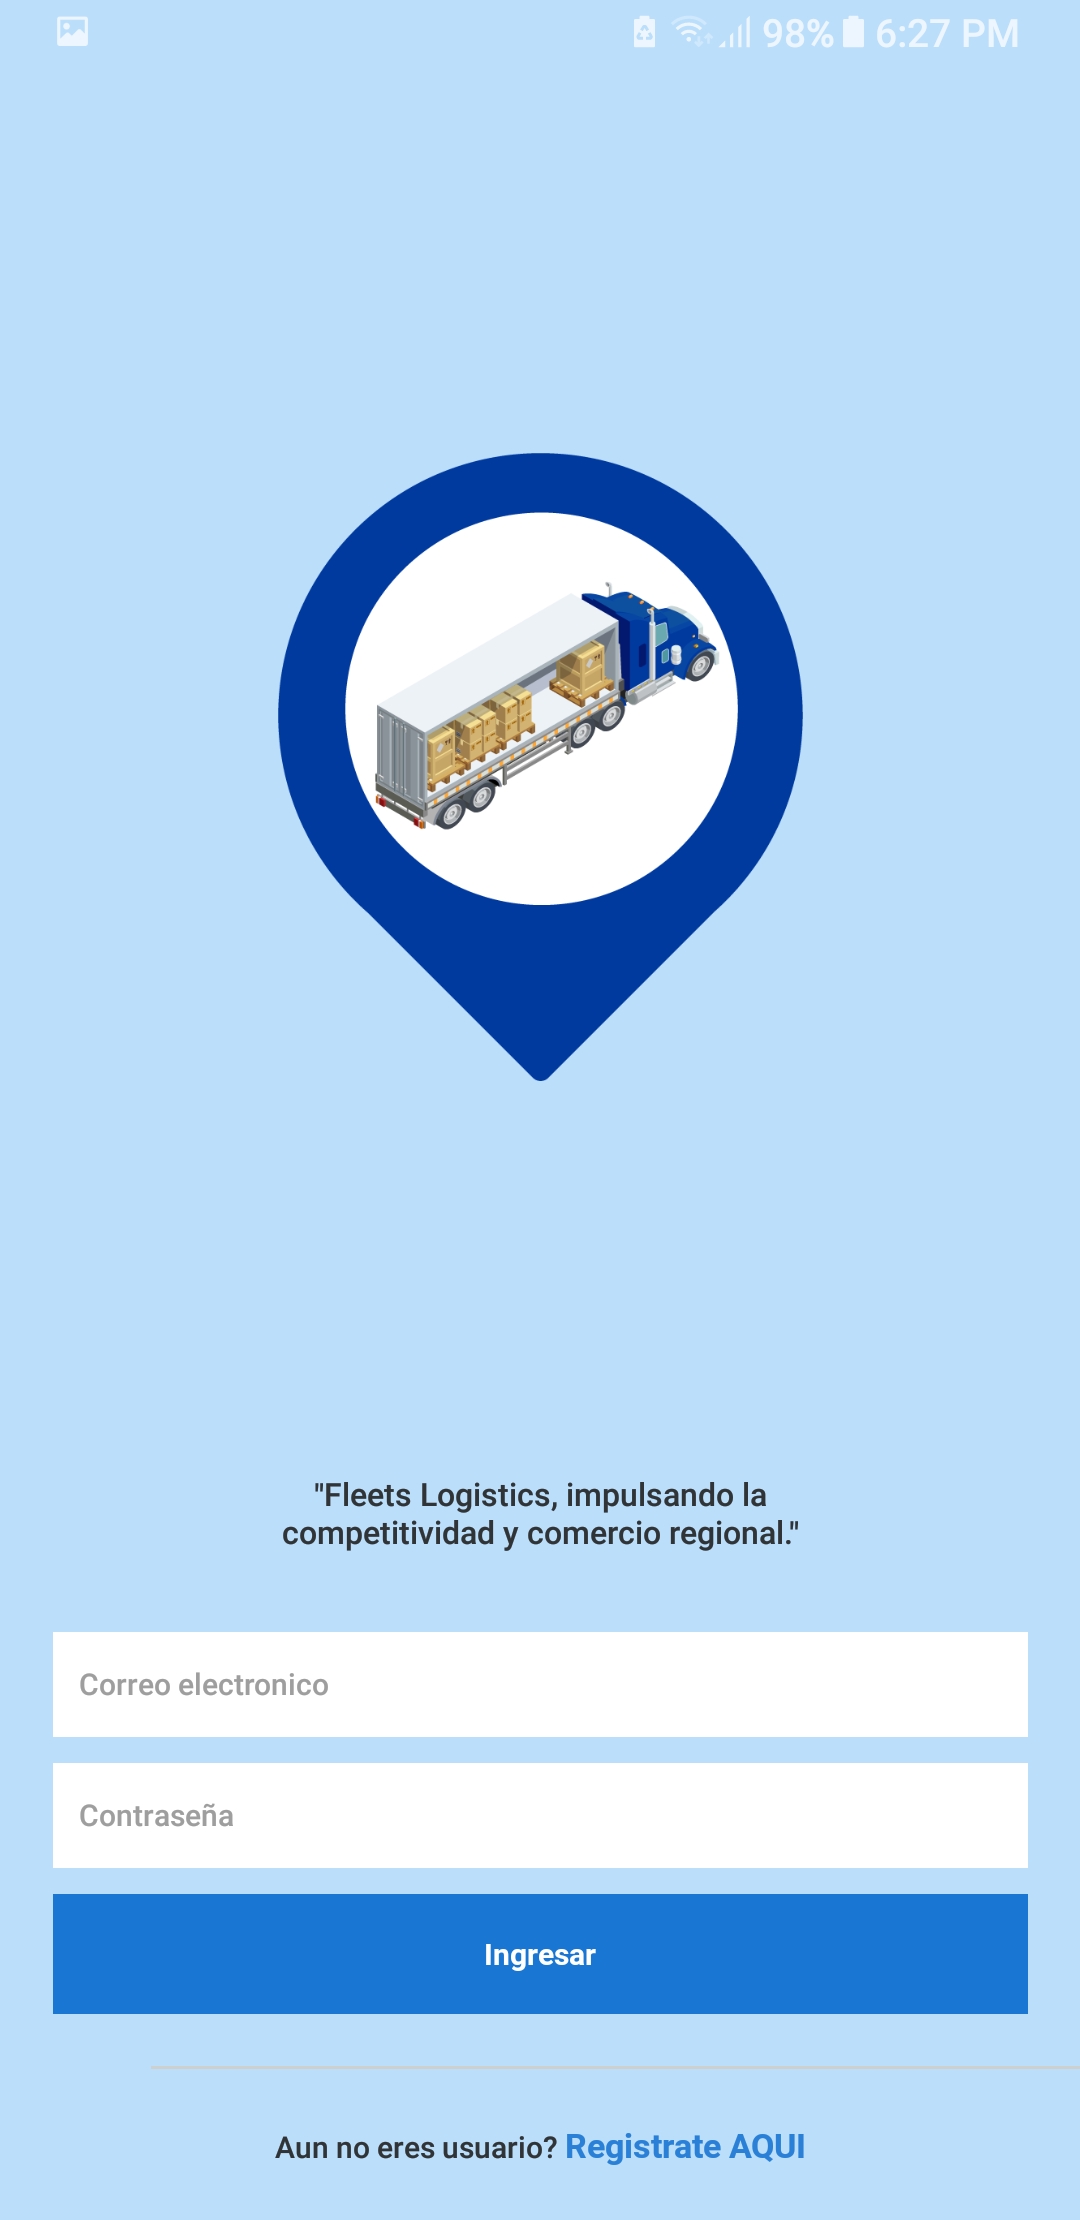 98% 6:27 PM
"Fleets Logistics, impulsando la
competitividad y comercio regional."
Correo electronico
Contraseña
Ingresar
Aun no eres usuario? Registrate AQUI